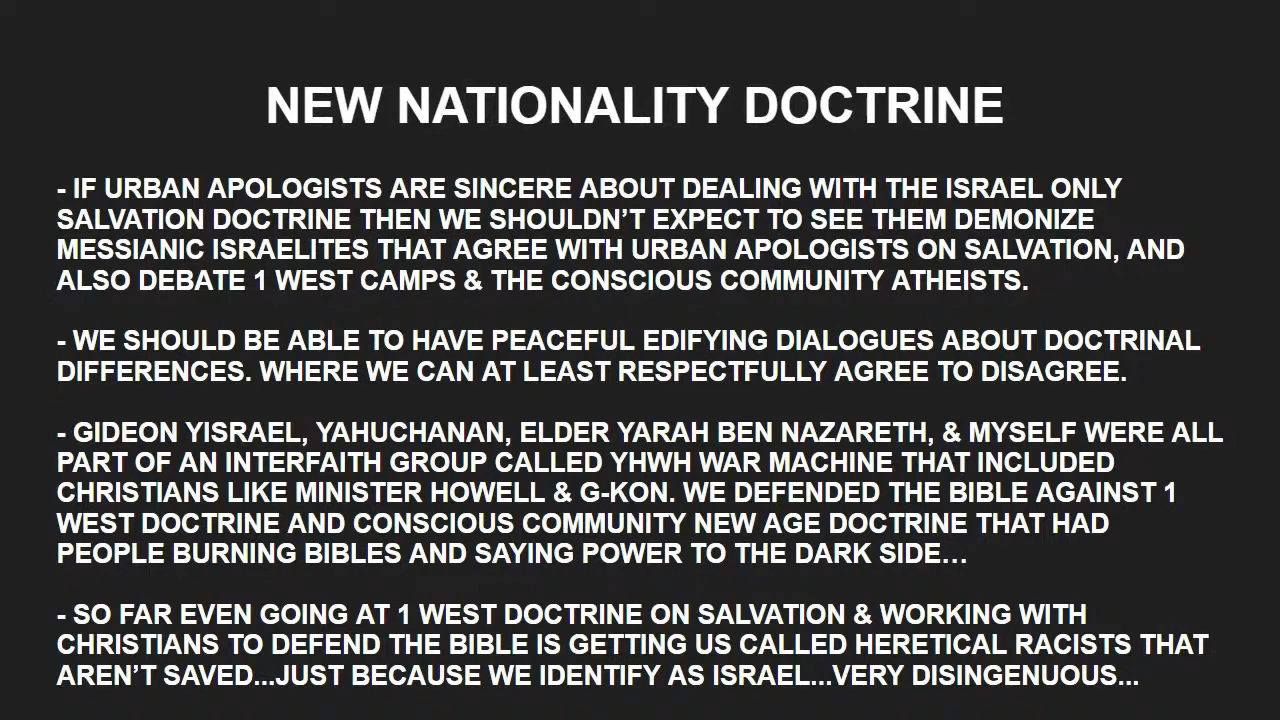 NEW NATIONALITY DOCTRINE
- IF URBAN APOLOGISTS ARE SINCERE ABOUT DEALING WITH THE ISRAEL ONLY
SALVATION DOCTRINE THEN WE SHOULDN’T EXPECT TO SEE THEM DEMONIZE
MESSIANIC ISRAELITES THAT AGREE WITH URBAN APOLOGISTS ON SALVATION, AND
ALSO DEBATE 1 WEST CAMPS & THE CONSCIOUS COMMUNITY ATHEISTS.
- WE SHOULD BE ABLE TO HAVE PEACEFUL EDIFYING DIALOGUES ABOUT DOCTRINAL
DIFFERENCES. WHERE WE CAN AT LEAST RESPECTFULLY AGREE TO DISAGREE.
- GIDEON YISRAEL, YAHUCHANAN, ELDER YARAH BEN NAZARETH, & MYSELF WERE ALL
PART OF AN INTERFAITH GROUP CALLED YHWH WAR MACHINE THAT INCLUDED
CHRISTIANS LIKE MINISTER HOWELL & G-KON. WE DEFENDED THE BIBLE AGAINST 1
WEST DOCTRINE AND CONSCIOUS COMMUNITY NEW AGE DOCTRINE THAT HAD
PEOPLE BURNING BIBLES AND SAYING POWER TO THE DARK SIDE…
- SO FAR EVEN GOING AT 1 WEST DOCTRINE ON SALVATION & WORKING WITH
CHRISTIANS TO DEFEND THE BIBLE IS GETTING US CALLED HERETICAL RACISTS THAT
AREN’T SAVED...JUST BECAUSE WE IDENTIFY AS ISRAEL...VERY DISINGENUOUS...